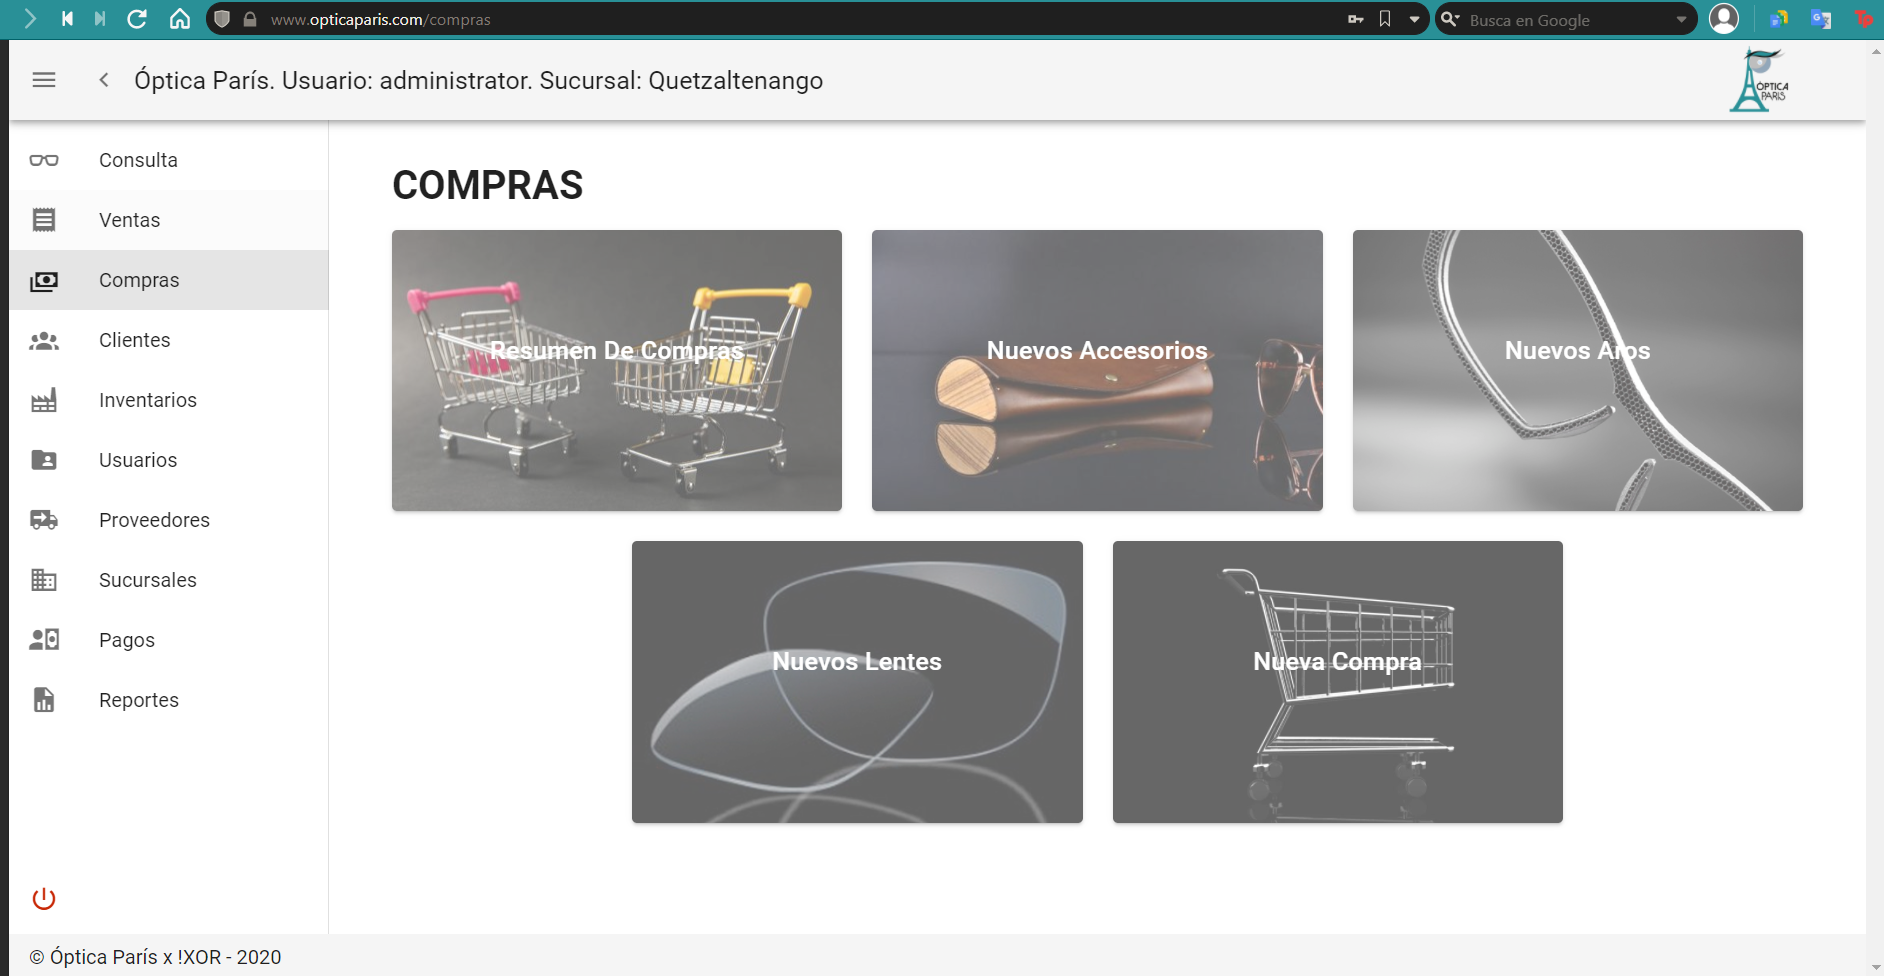 www.opticaparis.com/compras
Busca en Google
Óptica París. Usuario: administrator. Sucursal: Quetzaltenango
ÓPTICA
PARIS
Consulta
Ventas
Compras
Clientes
Inventarios
Usuarios
Proveedores
Sucursales
Pagos
Reportes
COMPRAS
Resumen De Compras
Nuevos Accesorios
Nuevos Aros
Nuevos Lentes
Nueva Compra
© Óptica París x !XOR - 2020